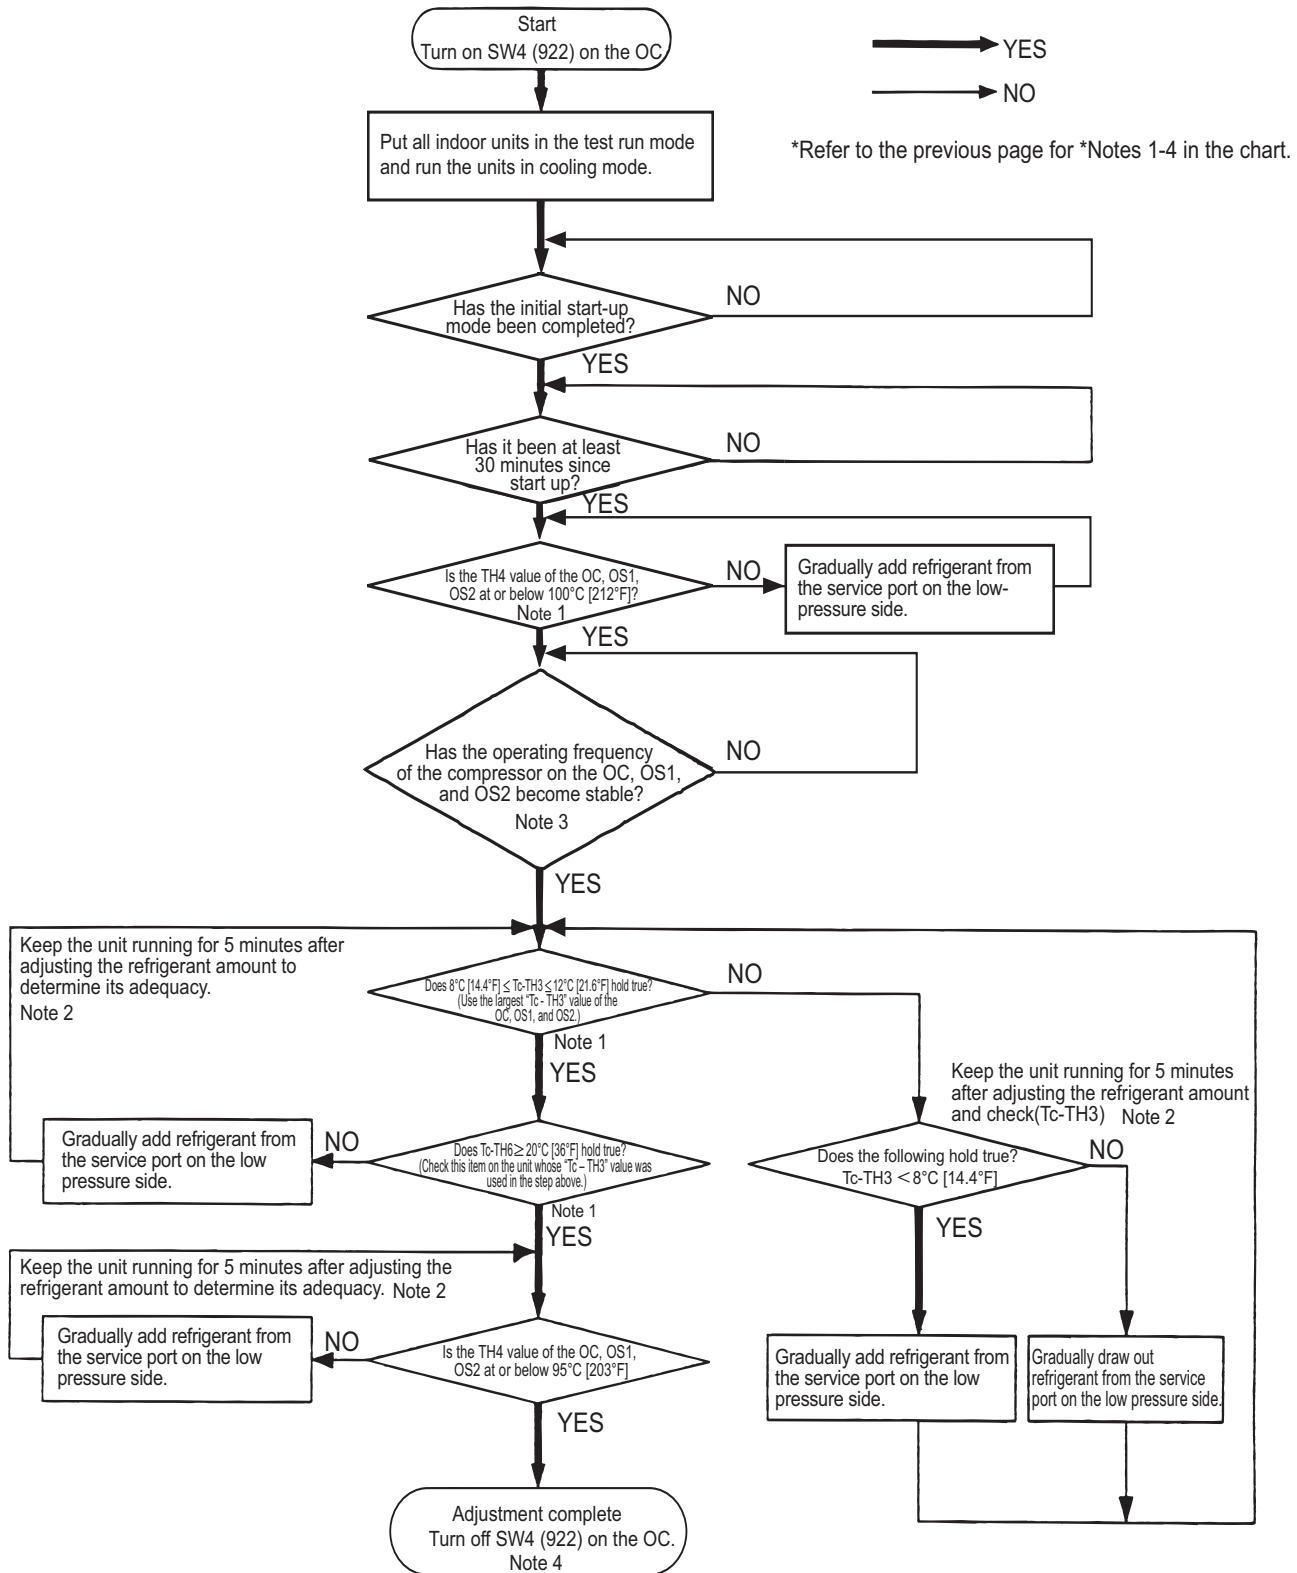 Start
Turn on SW4 (922) on the OC
YES
NO
*Refer to the previous page for *Notes 1-4 in the chart.
Put all indoor units in the test run mode
and run the units in cooling mode.
Has the initial start-up
mode been completed?
NO
YES
Has it been at least
30 minutes since
start up?
NO
YES
Is the TH4 value of the OC, OS1,
OS2 at or below 100°C [212°F]?
Note 1
NO
Gradually add refrigerant from
the service port on the low-
pressure side.
YES
Has the operating frequency
of the compressor on the OC, OS1,
and OS2 become stable?
Note 3
NO
YES
Keep the unit running for 5 minutes after
adjusting the refrigerant amount to
determine its adequacy.
Note 2
Does 8°C [14.4°F] ≤ Tc-TH3 ≤12°C [21.6°F] hold true?
(Use the largest “Tc - TH3” value of the
OC, OS1, and OS2.)
Note 1
NO
YES
Keep the unit running for 5 minutes
after adjusting the refrigerant amount
and check(Tc-TH3) Note 2
Gradually add refrigerant from
the service port on the low
pressure side.
NO
Does Tc-TH6 ≥ 20°C [36°F] hold true?
(Check this item on the unit whose “Tc – TH3” value was
used in the step above.)
Note 1
YES
Does the following hold true?
Tc-TH3 <8°C [14.4°F]
NO
YES
Keep the unit running for 5 minutes after adjusting the
refrigerant amount to determine its adequacy. Note 2
Gradually add refrigerant from
the service port on the low
pressure side.
NO
Is the TH4 value of the OC, OS1,
OS2 at or below 95°C [203°F]
YES
Gradually add refrigerant from
the service port on the low
pressure side.
Gradually draw out
refrigerant from the service
port on the low pressure side.
Adjustment complete
Turn off SW4 (922) on the OC.
Note 4